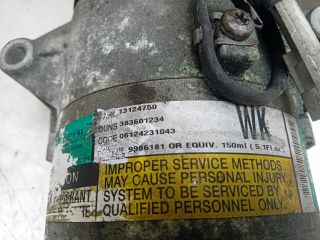 13124750
DUNS 383601234
CODE 06124231043
WK
9986181 OR EQUIV. 150ml ( 5.1Fl.oz)
IMPROPER SERVICE METHODS
MAY CAUSE PERSONAL INJURY.
SYSTEM TO BE SERVICED BY
QUALIFIED PERSONNEL ONLY.